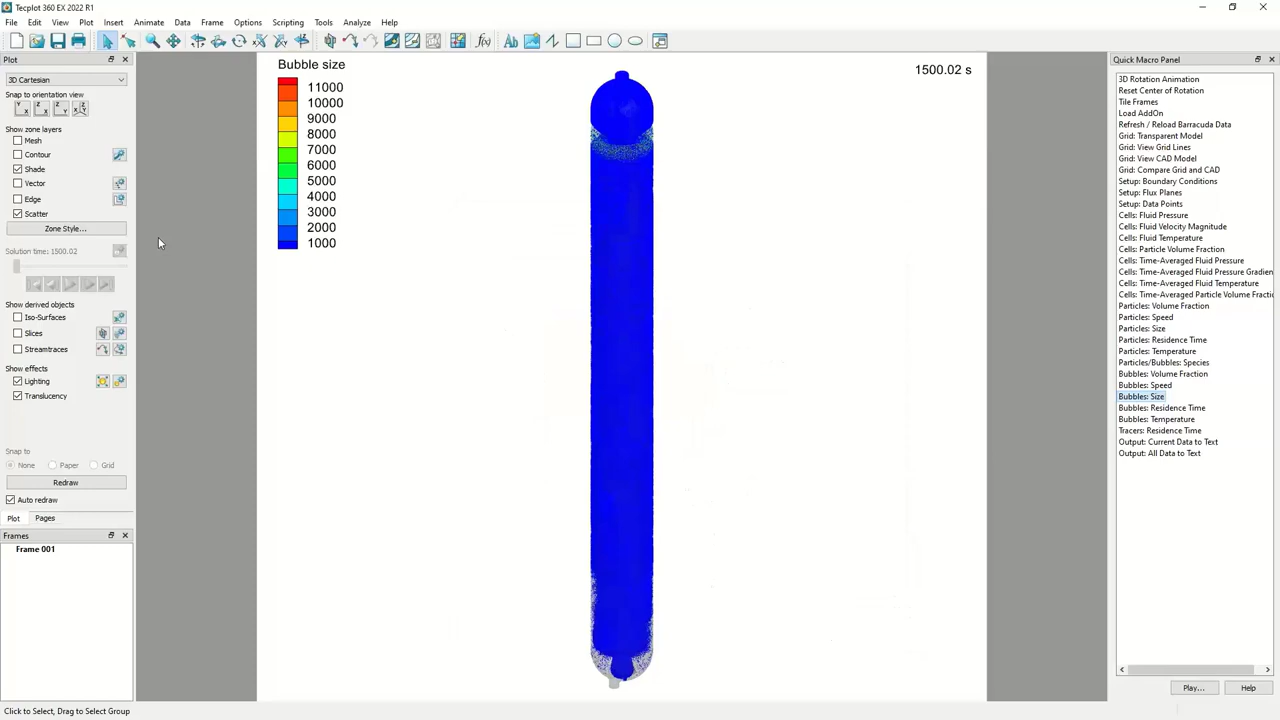 Tecplot 360 EX 2022 R1
File Edit View Plot Insert Animate Data Frame Options Scripting Tools Analyze Help
Plot
3D Cartesian
Snap to orientation view
Show zone layers
Mesh
Contour
Shade
Vector
Edge
Scatter
Zone Style...
Solution time: 1500.02
Show derived objects
Iso-Surfaces
Slices
Streamtraces
Show effects
Lighting
Translucency
Snap to
None Paper Grid
Redraw
Auto redraw
Plot Pages
Frames
Frame 001
Bubble size
11000
10000
9000
8000
7000
6000
5000
4000
3000
2000
1000
1500.02 s
Quick Macro Panel
3D Rotation Animation
Reset Center of Rotation
Tile Frames
Load AddOn
Refresh / Reload Barracuda Data
Grid: Transparent Model
Grid: View Grid Lines
Grid: View CAD Model
Grid: Compare Grid and CAD
Setup: Boundary Conditions
Setup: Flux Planes
Setup: Data Points
Cells: Fluid Pressure
Cells: Fluid Velocity Magnitude
Cells: Fluid Temperature
Cells: Particle Volume Fraction
Cells: Time-Averaged Fluid Pressure
Cells: Time-Averaged Fluid Pressure Gradien
Cells: Time-Averaged Fluid Temperature
Cells: Time-Averaged Particle Volume Fractio
Particles: Volume Fraction
Particles: Speed
Particles: Size
Particles: Residence Time
Particles: Temperature
Particles/Bubbles: Species
Bubbles: Volume Fraction
Bubbles: Speed
Bubbles: Size
Bubbles: Residence Time
Bubbles: Temperature
Tracers: Residence Time
Output: Current Data to Text
Output: All Data to Text
Play... Help
Click to Select, Drag to Select Group